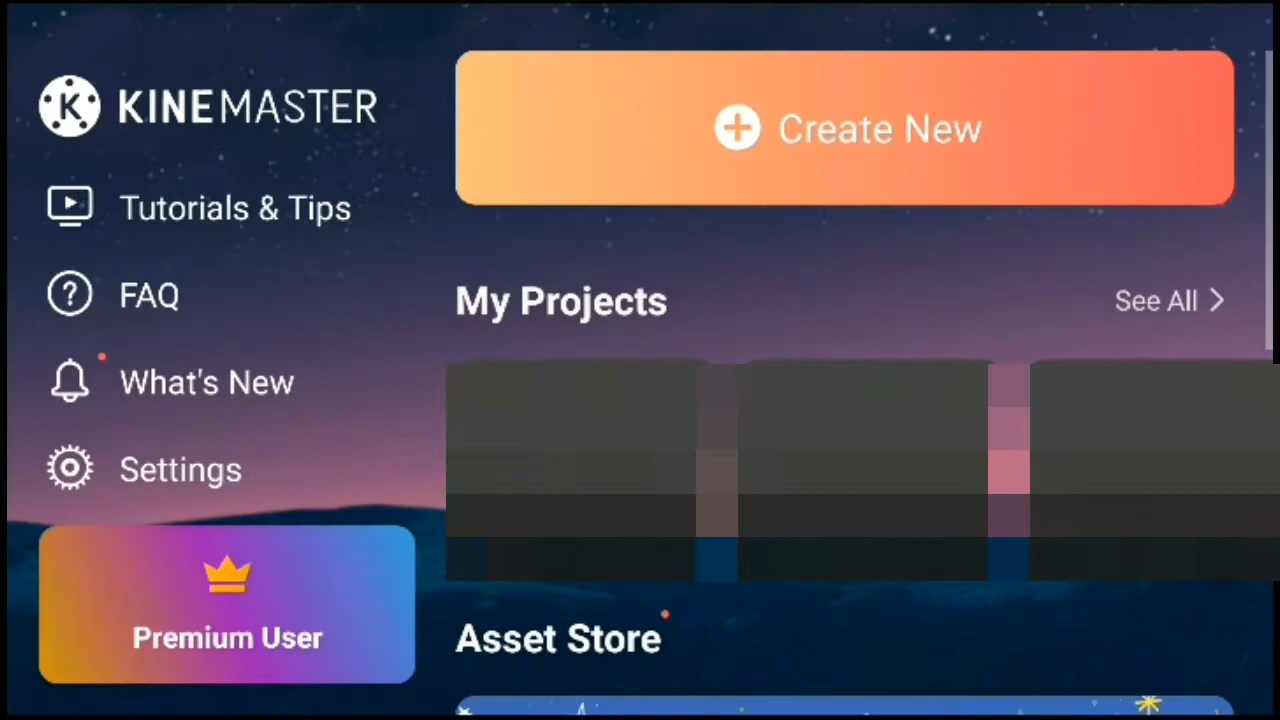 KINEMASTER
Tutorials & Tips
FAQ
What's New
Settings
Premium User
Create New
My Projects
See All
Asset Store